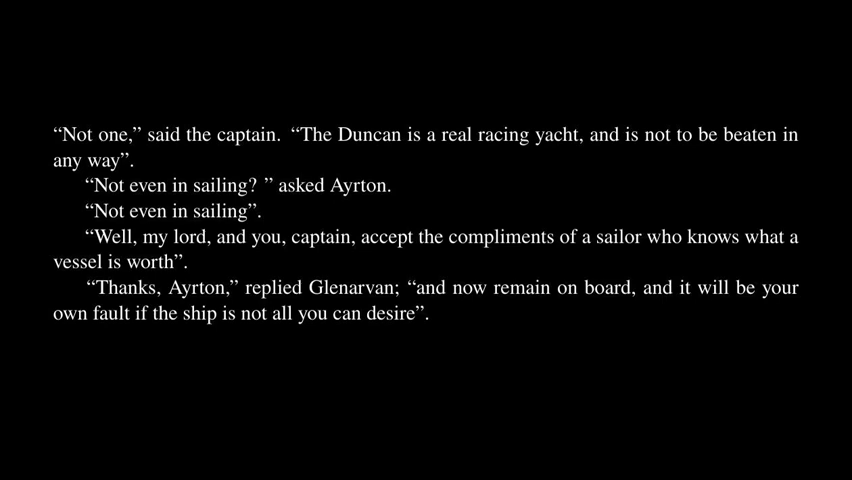 “Not one,” said the captain. “The Duncan is a real racing yacht, and is not to be beaten in
any way”.
“Not even in sailing? ” asked Ayrton.
“Not even in sailing”.
“Well, my lord, and you, captain, accept the compliments of a sailor who knows what a
vessel is worth”.
“Thanks, Ayrton,” replied Glenarvan; “and now remain on board, and it will be your
own fault if the ship is not all you can desire”.